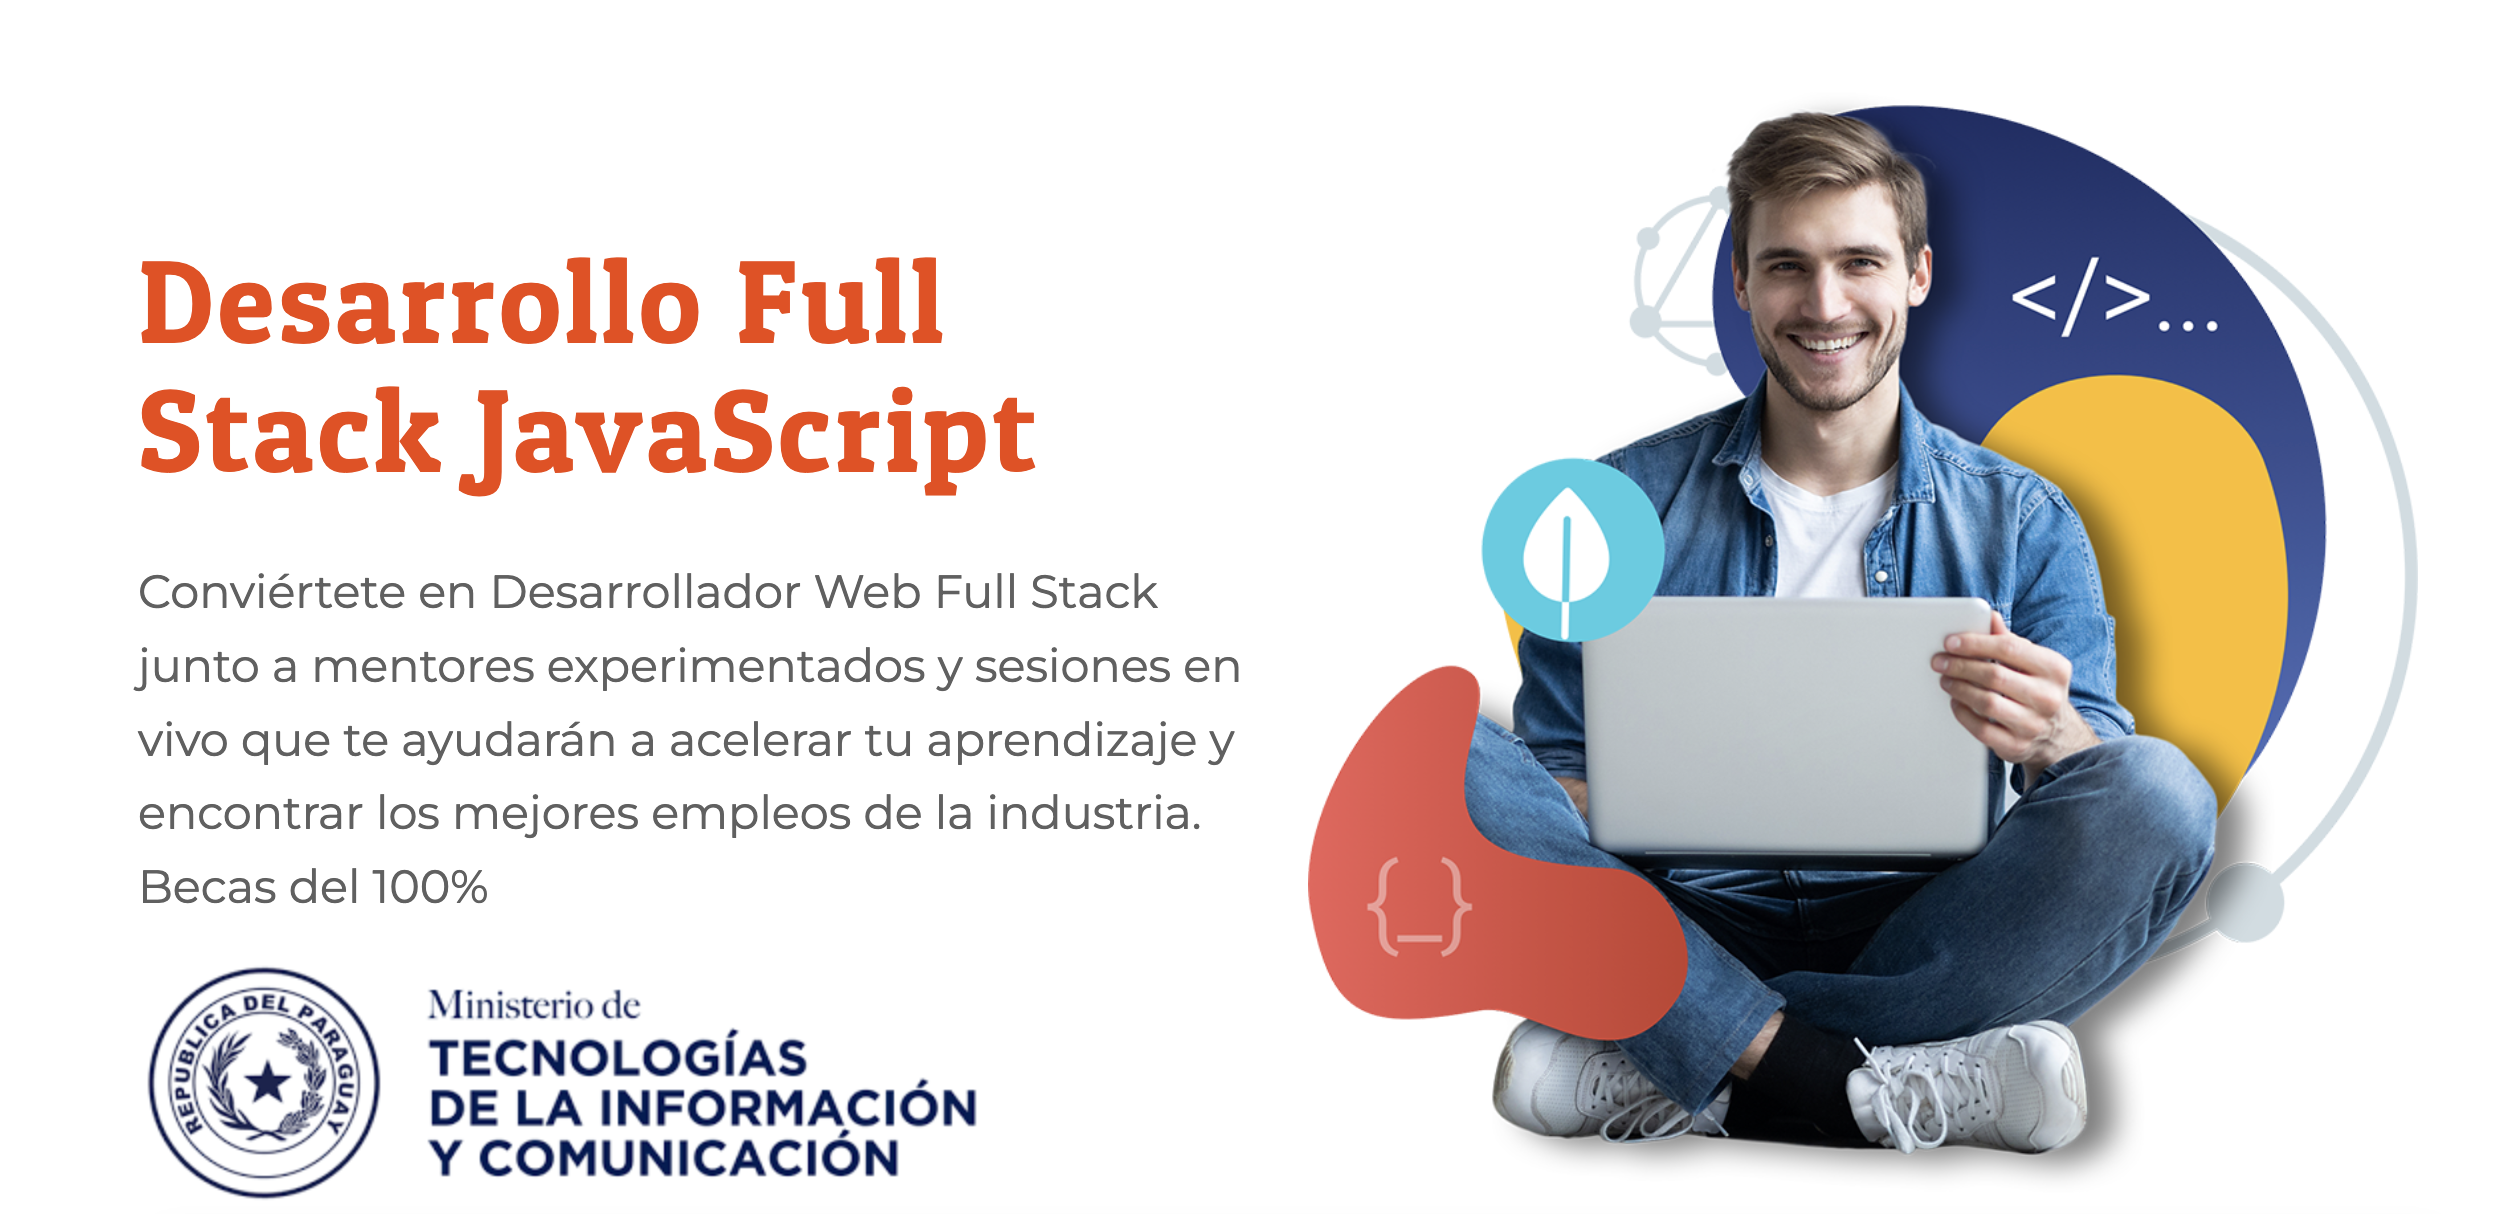 Desarrollo Full
Stack JavaScript
Conviértete en Desarrollador Web Full Stack
junto a mentores experimentados y sesiones en
vivo que te ayudarán a acelerar tu aprendizaje y
encontrar los mejores empleos de la industria.
Becas del 100%
REPUBLICA DEL PARAGUAY
Ministerio de
TECNOLOGÍAS
DE LA INFORMACIÓN
Y COMUNICACIÓN
</>...
{_}